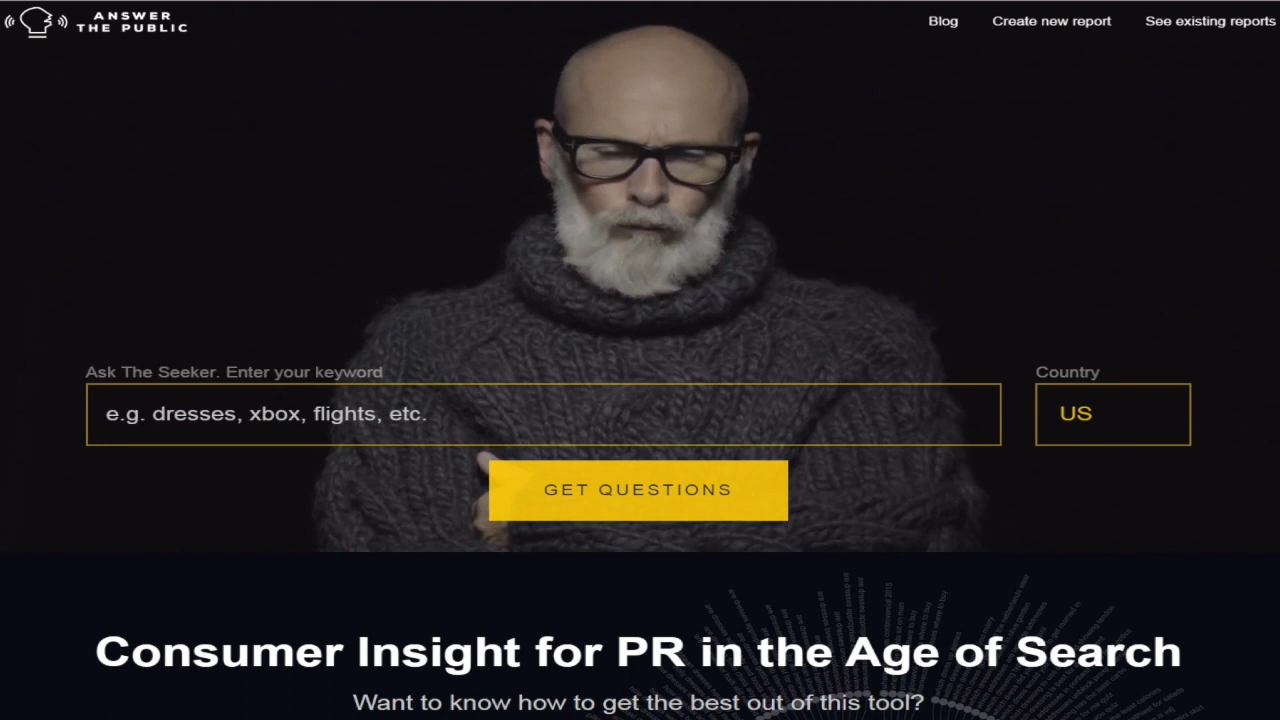 ANSWER
THE PUBLIC
Blog
Create new report
See existing reports
Ask The Seeker. Enter your keyword
Country
e.g. dresses, xbox, flights, etc.
US
GET QUESTIONS
Consumer Insight for PR in the Age of Search
Want to know how to get the best out of this tool?